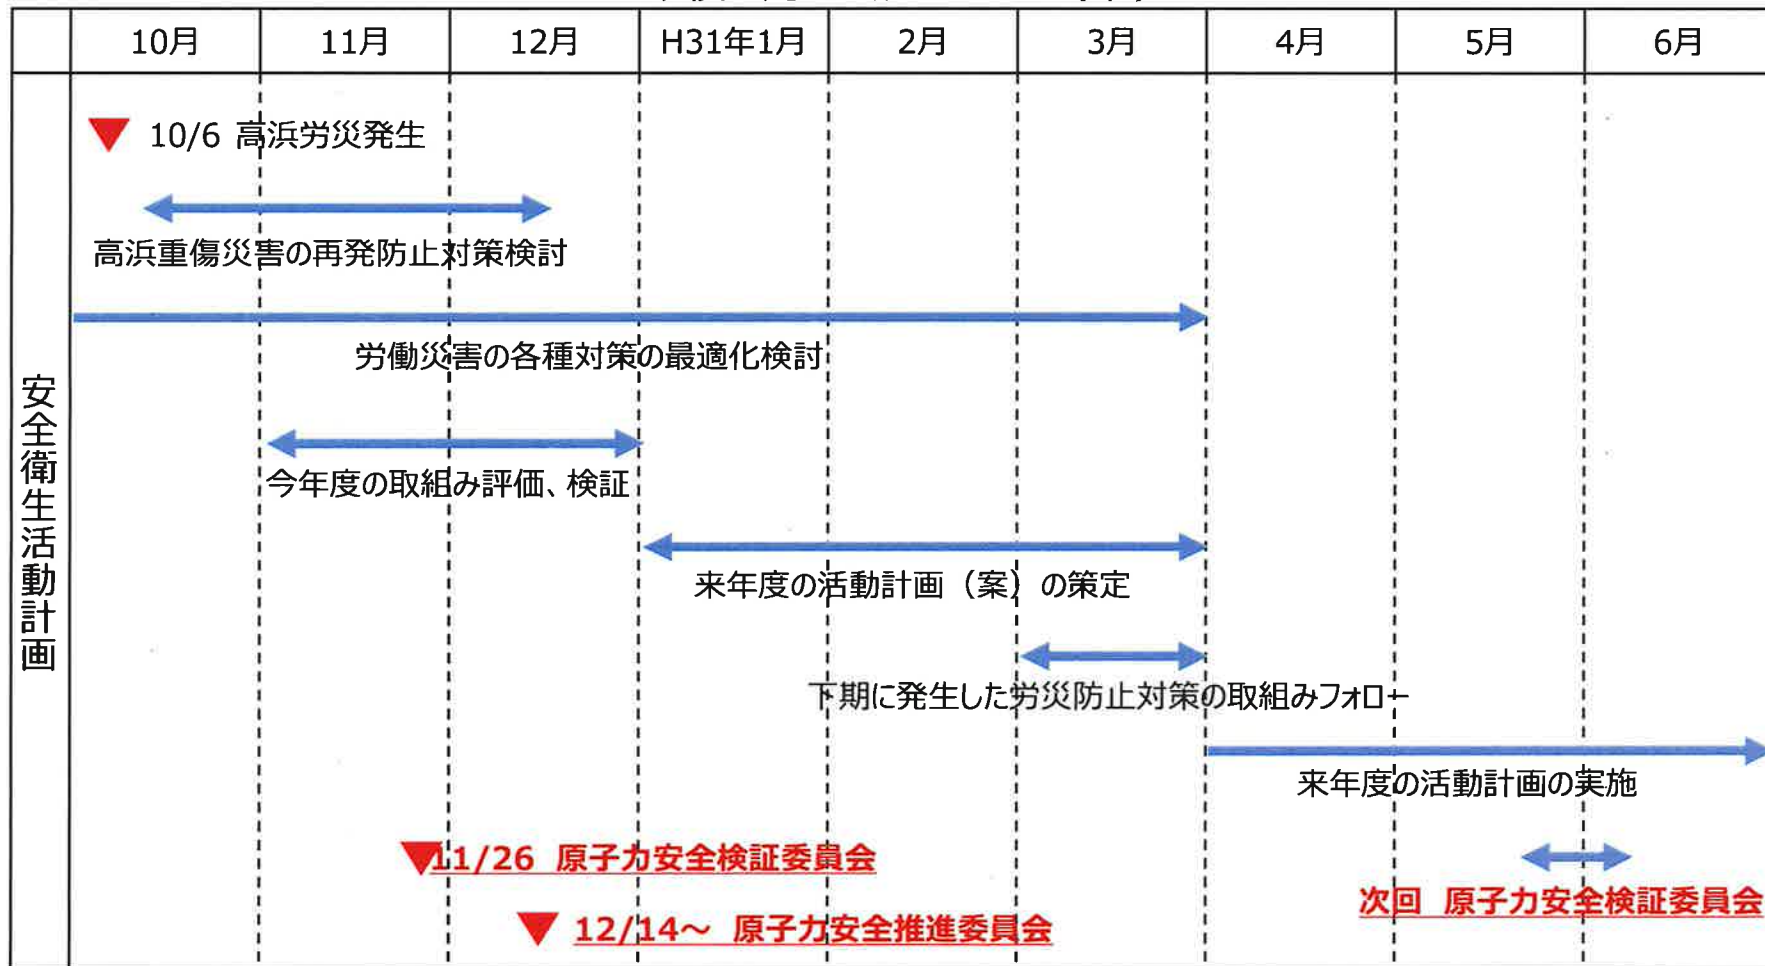 10月
11月
12月
H31年1月
2月
3月
4月
5月
6月
安全衛生活動計画
10/6 高浜労災発生
高浜重傷災害の再発防止対策検討
労働災害の各種対策の最適化検討
今年度の取組み評価、検証
来年度の活動計画（案）の策定
下期に発生した労災防止対策の取組みフォロー
来年度の活動計画の実施
11/26 原子力安全検証委員会
次回 原子力安全検証委員会
12/14～ 原子力安全推進委員会